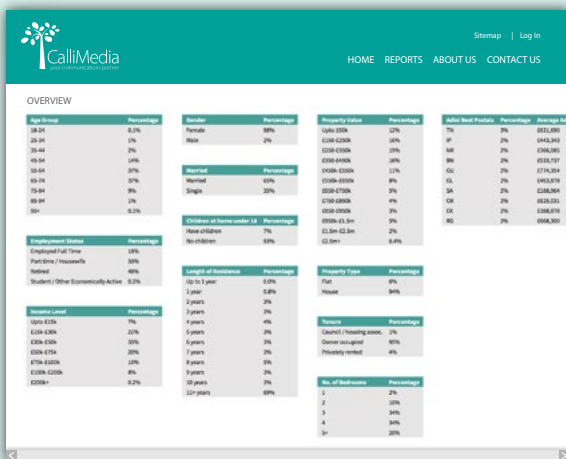 Sitemap | Log In
CalliMedia
your communications partner
HOME REPORTS ABOUT US CONTACT US
OVERVIEW
Age Group Percentage
18-24 0.1%
25-34 1%
35-44 2%
45-54 14%
55-64 37%
65-74 37%
75-84 9%
85-94 1%
95+ 0.1%
Employment Status Percentage
Employed Full Time 19%
Part time / Housewife
Retired
Student / Other Economically Active 0.2%
Income Level Percentage
Upto £15k 7%
£15k-£30k 21%
£30k-£50k 33%
£50k-£75k 20%
£75k-£100k 10%
£100k-£200k 8%
£200k+ 0.2%
Gender Percentage
Female 98%
Male 2%
Married Percentage
Married
Single
Children at home under 18 Percentage
Have children 7%
No children 93%
Length of Residence Percentage
Up to 1 year
1 year 0.8%
2 years 3%
3 years 3%
4 years 4%
5 years 3%
6 years 3%
7 years 3%
8 years 5%
9 years 3%
10 years 3%
11+ years 69%
Property Value Percentage
Upto £50k 12%
£150-£250k 16%
£250-£350k 19%
£350-£450k 16%
£450k-£550k 11%
£550k-£650k 8%
£650-£750k 5%
£750-£850k 4%
£850-£950k 3%
£950k-£1.5m 5%
£1.5m-£2.5m 2%
£2.5m+ 0.4%
Property Type Percentage
Flat 6%
House 94%
Tenure Percentage
Council / housing assoc. 1%
Owner occupied 95%
Privately rented 4%
No. of Bedrooms Percentage
1 2%
2 10%
3 34%
4 34%
5+ 20%
Percentage Average
TN 3%
IP 2%
NR 2%
BN 2%
GU 2%
GL 2%
SA 2%
OX 2%
EX 2%
RG 2%